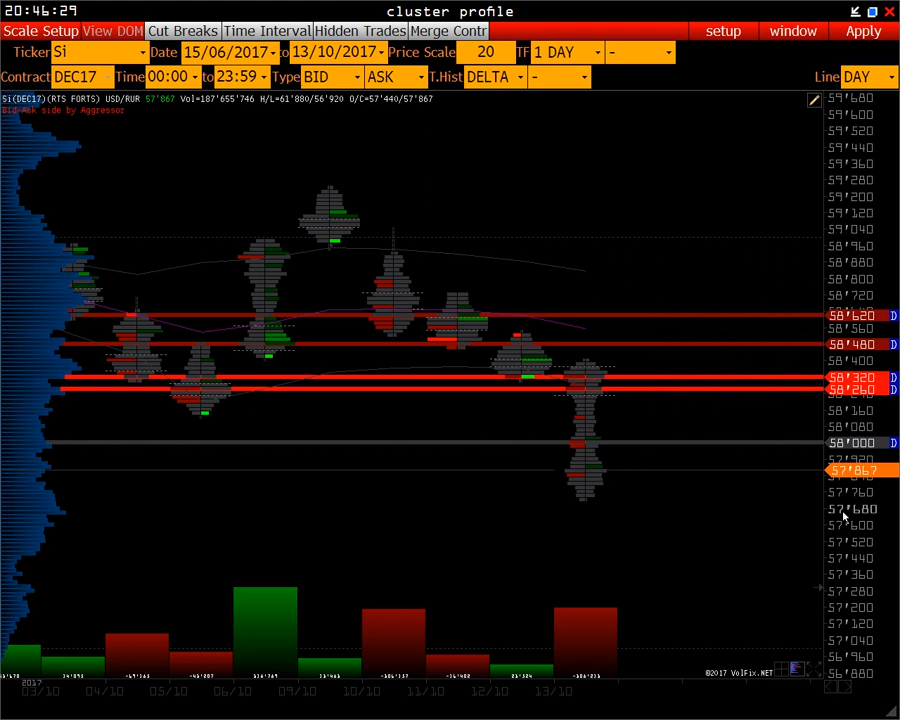 20:46:29
cluster profile
Scale Setup View DOM Cut Breaks Time Interval Hidden Trades Merge Contr setup window Apply
Ticker Si Date 15/06/2017 to 13/10/2017 Price Scale 20 TF 1 DAY -
Contract DEC17 Time 00:00 to 23:59 Type BID ASK T.Hist DELTA - Line DAY
Si(DEC17)(RTS FORTS) USD/RUR 57'867 Vol=187'655'746 H/L=61'880/56'920 O/C=57'440/57'867
Bid-Ask side by Aggressor
59'680
59'600
59'520
59'440
59'360
59'280
59'200
59'120
59'040
58'960
58'880
58'800
58'720
58'620 D
58'560
58'480 D
58'400
58'320 D
58'260 D
58'160
58'080
58'000 D
57'920
57'867
57'760
57'680
57'600
57'520
57'440
57'360
57'280
57'200
57'120
57'040
56'960
56'880
©2017 VolFix.NET
2017
03/10 04/10 05/10 06/10 09/10 10/10 11/10 12/10 13/10